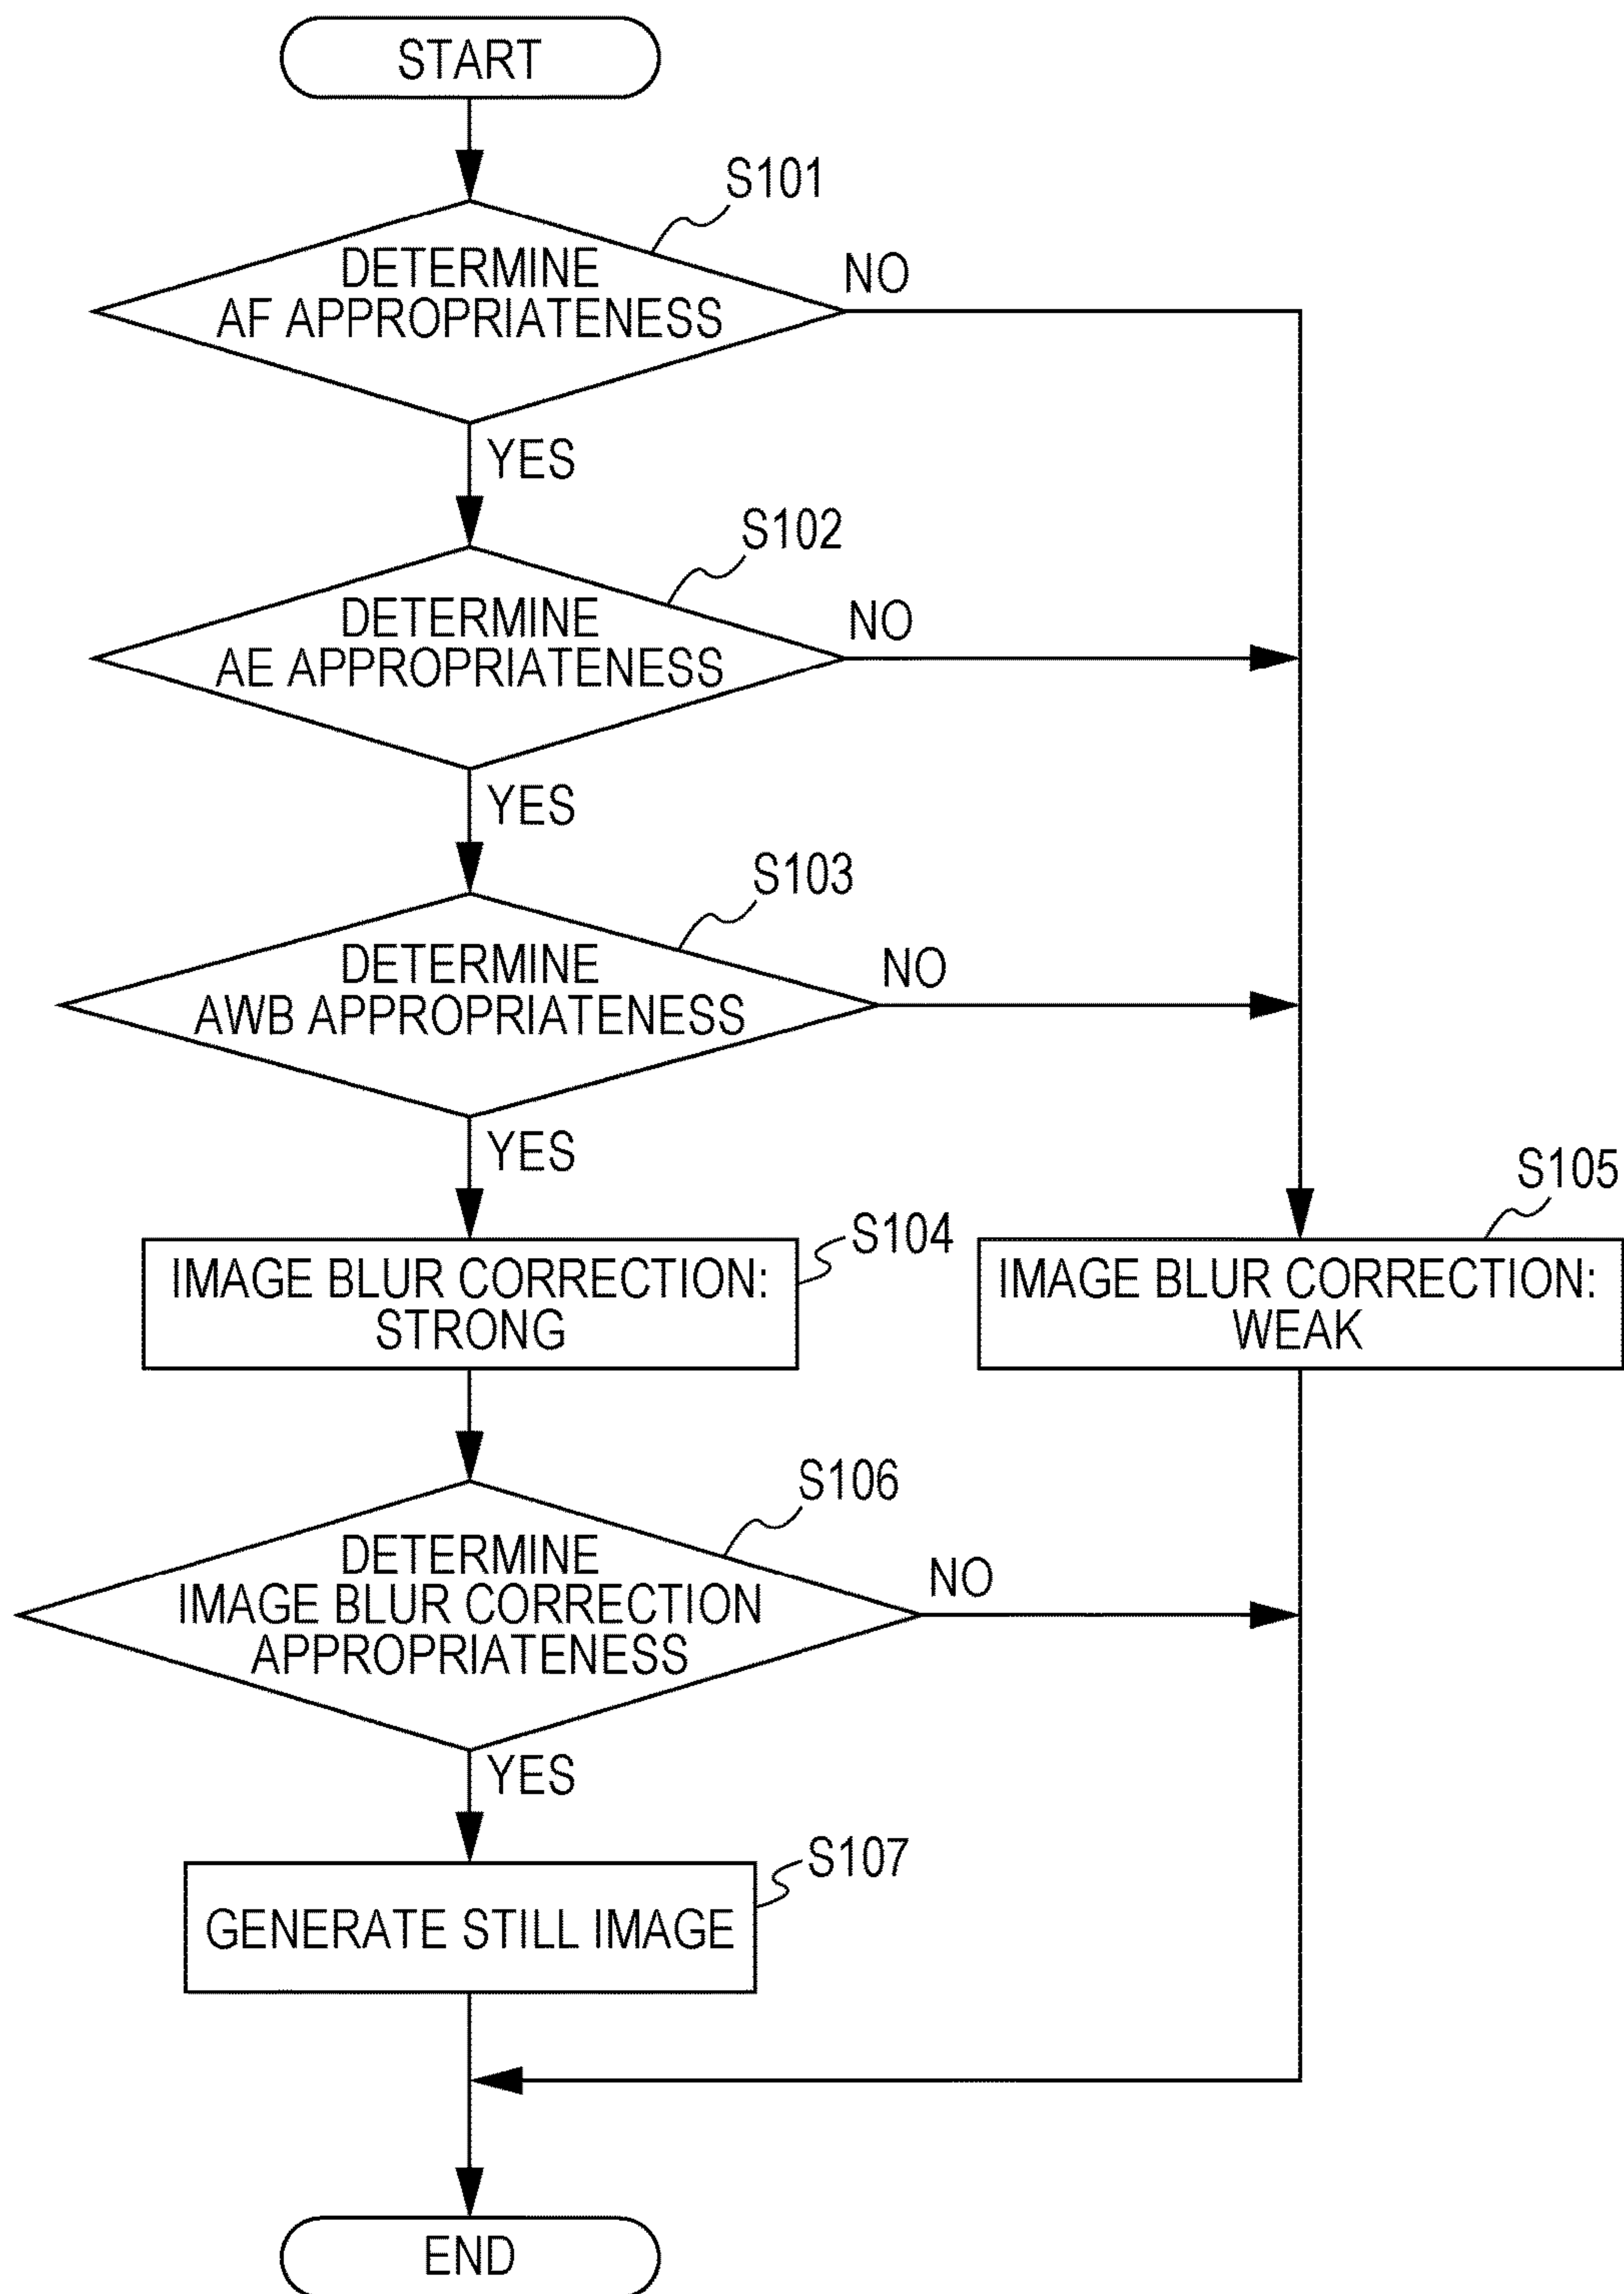 START
S101
DETERMINE
AF APPROPRIATENESS
NO
YES
S102
DETERMINE
AE APPROPRIATENESS
NO
YES
S103
DETERMINE
AWB APPROPRIATENESS
NO
YES
S104
IMAGE BLUR CORRECTION:
STRONG
S105
IMAGE BLUR CORRECTION:
WEAK
S106
DETERMINE
IMAGE BLUR CORRECTION
APPROPRIATENESS
NO
YES
S107
GENERATE STILL IMAGE
END